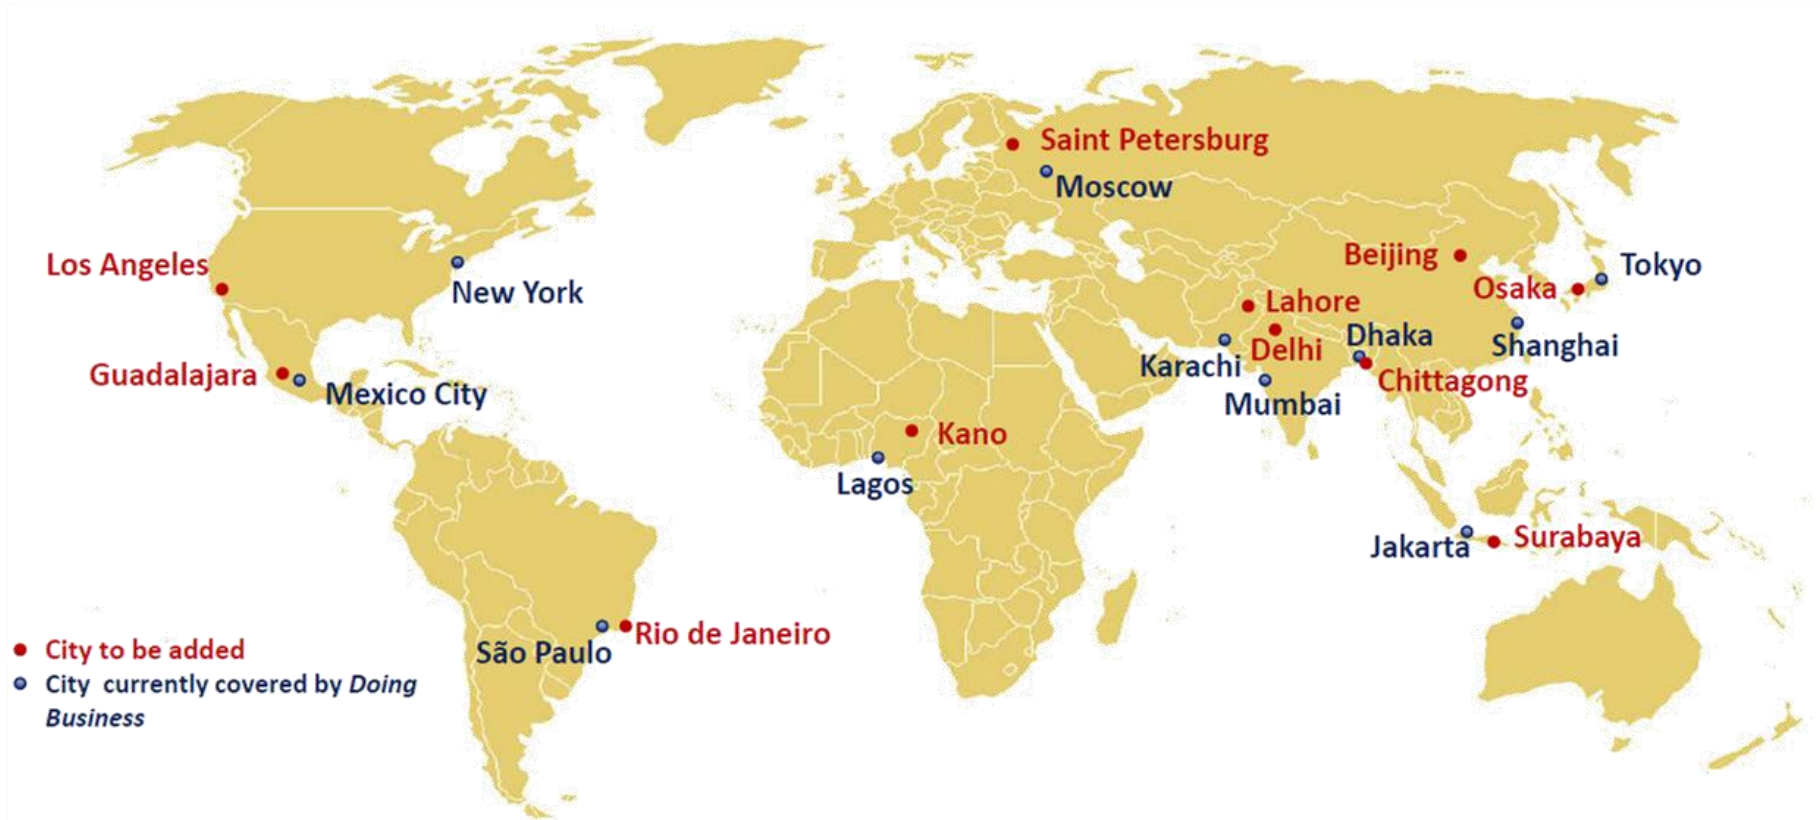 Saint Petersburg
Moscow
Los Angeles
New York
Beijing
Tokyo
Osaka
Lahore
Dhaka
Shanghai
Karachi
Delhi
Guadalajara
Mexico City
Chittagong
Mumbai
Kano
Lagos
Jakarta
Surabaya
Rio de Janeiro
São Paulo
City to be added
City currently covered by Doing
Business